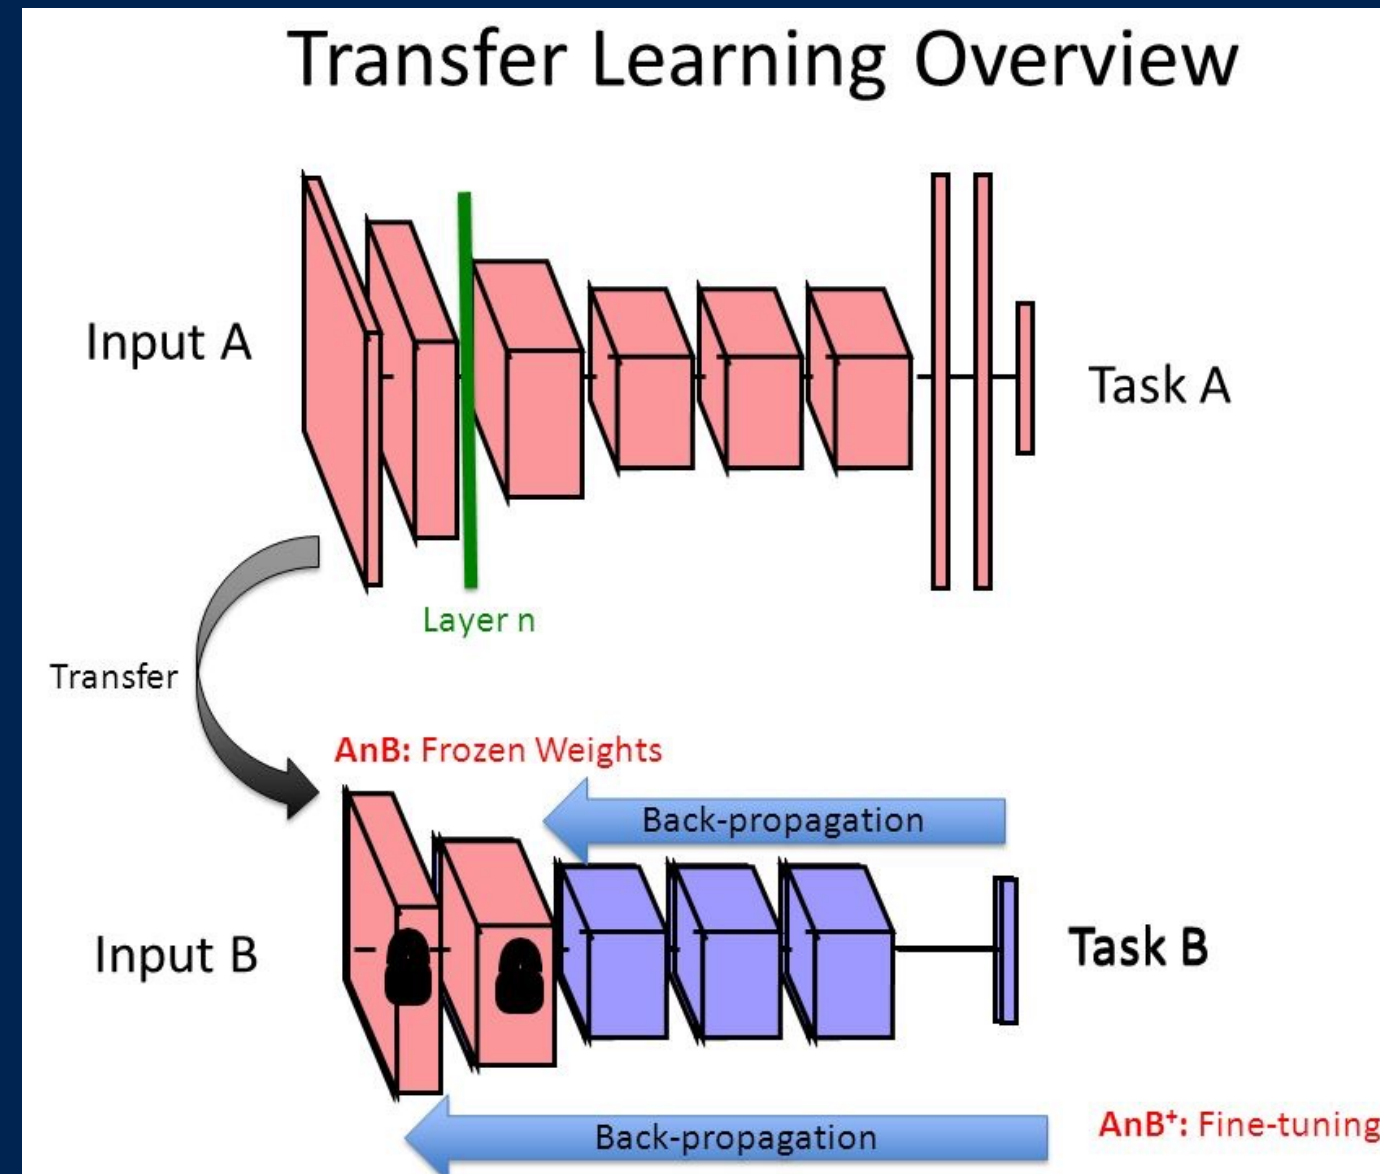 Transfer Learning Overview
Input A
Task A
Layer n
Transfer
AnB: Frozen Weights
Back-propagation
Input B
Task B
Back-propagation
AnB⁺: Fine-tuning